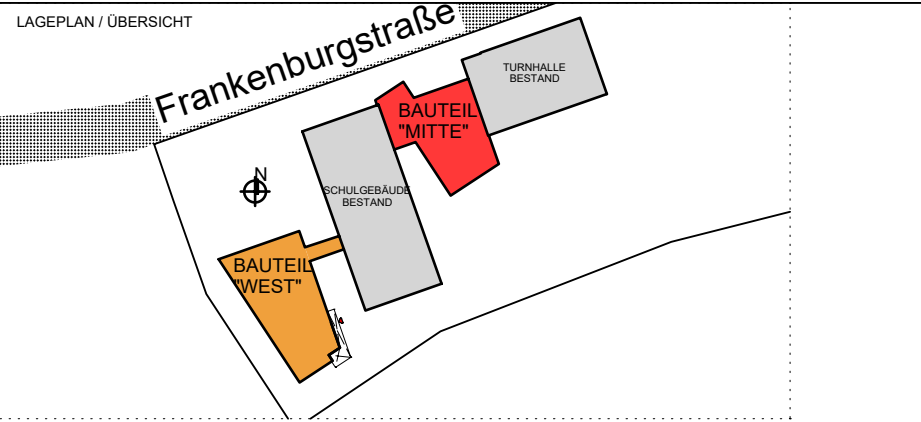 LAGEPLAN / ÜBERSICHT
Frankenburgstraße
TURNHALLE
BESTAND
BAUTEIL
"MITTE"
N
SCHULGEBÄUDE
BESTAND
BAUTEIL
"WEST"